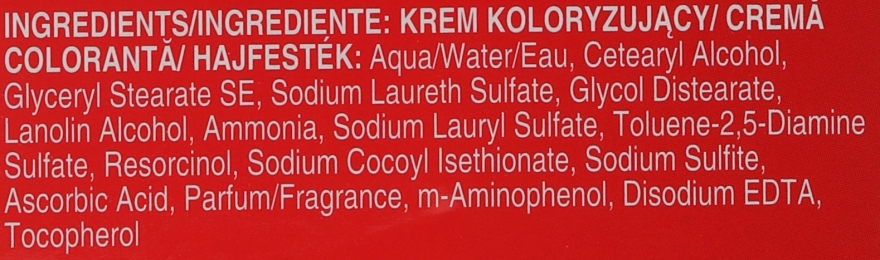 INGREDIENTS/INGREDIENTE: KREM KOLORYZUJĄCY/ CREMĂ
COLORANTĂ/ HAJFESTÉK: Aqua/Water/Eau, Cetearyl Alcohol,
Glyceryl Stearate SE, Sodium Laureth Sulfate, Glycol Distearate,
Lanolin Alcohol, Ammonia, Sodium Lauryl Sulfate, Toluene-2,5-Diamine
Sulfate, Resorcinol, Sodium Cocoyl Isethionate, Sodium Sulfite,
Ascorbic Acid, Parfum/Fragrance, m-Aminophenol, Disodium EDTA,
Tocopherol